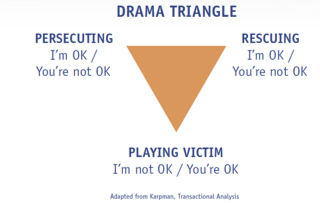 DRAMA TRIANGLE
PERSECUTING
I'm OK /
You're not OK
RESCUING
I'm OK /
You're not OK
PLAYING VICTIM
I'm not OK / You're OK
Adapted from Karpman, Transactional Analysis